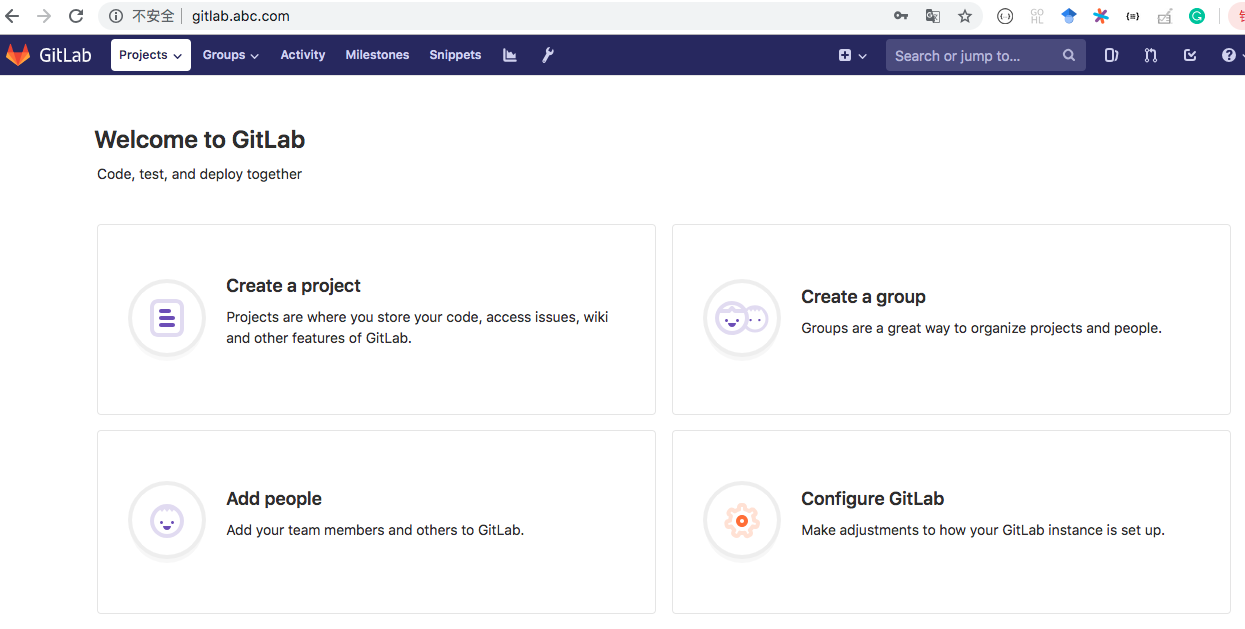 不安全 gitlab.abc.com
GitLab Projects Groups Activity Milestones Snippets Search or jump to...
Welcome to GitLab
Code, test, and deploy together
Create a project
Projects are where you store your code, access issues, wiki
and other features of GitLab.
Create a group
Groups are a great way to organize projects and people.
Add people
Add your team members and others to GitLab.
Configure GitLab
Make adjustments to how your GitLab instance is set up.